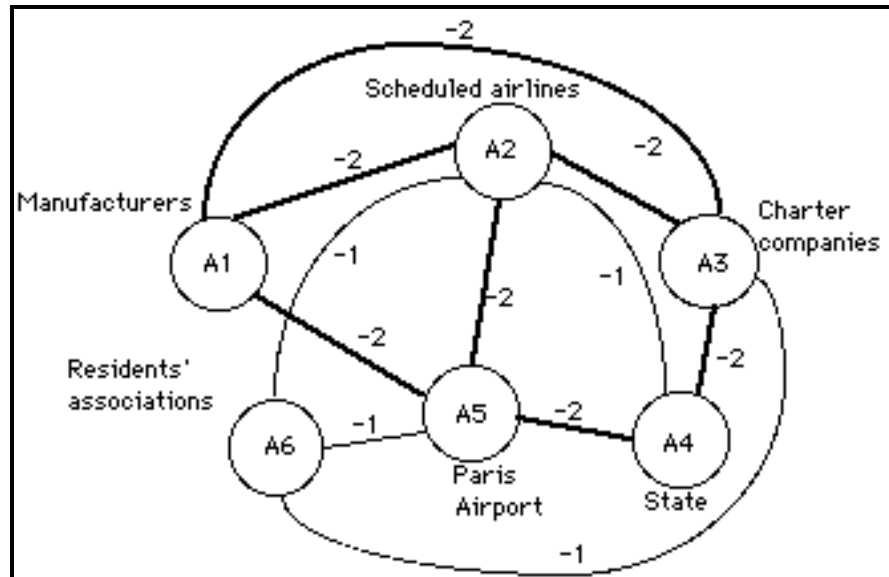 -2
Scheduled airlines
A2
-2
-2
Manufacturers
Charter
companies
A1
-1
-1
A3
-2
-2
-2
Residents'
associations
A5
-2
-1
A6
A4
Paris
Airport
State
-1